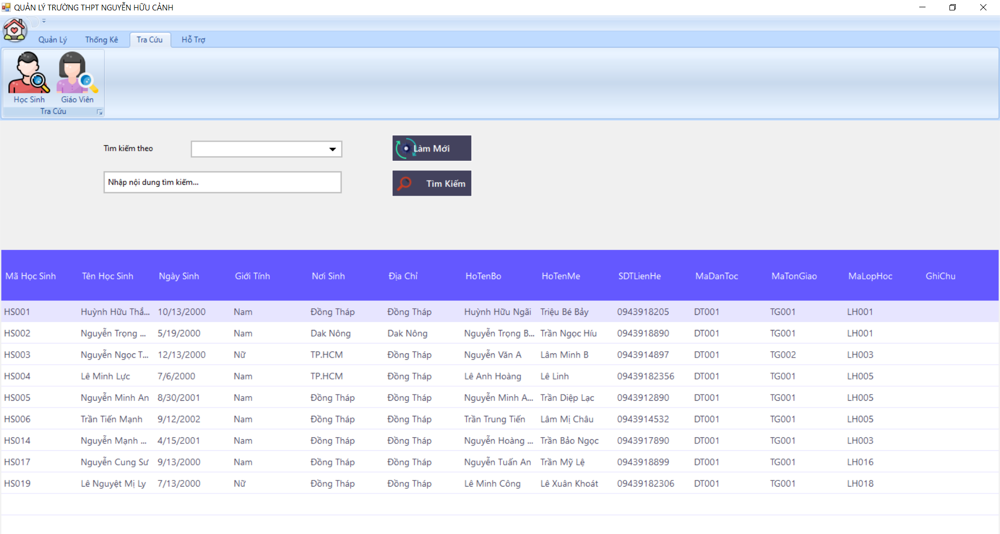 QUẢN LÝ TRƯỜNG THPT NGUYỄN HỮU CẢNH
Quản Lý Thống Kê Tra Cứu Hỗ Trợ
Học Sinh Giáo Viên
Tra Cứu
Tìm kiếm theo
Làm Mới
Nhập nội dung tìm kiếm...
Tìm Kiếm
Mã Học Sinh Tên Học Sinh Ngày Sinh Giới Tính Nơi Sinh Địa Chỉ HoTenBo HoTenMe SDTLienHe MaDanToc MaTonGiao MaLopHoc GhiChu
HS001 Huỳnh Hữu Thắ... 10/13/2000 Nam Đồng Tháp Đồng Tháp Huỳnh Hữu Ngãi Triệu Bé Bảy 0943918205 DT001 TG001 LH001
HS002 Nguyễn Trọng ... 5/19/2000 Nam Dak Nông Dak Nông Nguyễn Trọng B... Trần Ngọc Híu 0943918890 DT001 TG001 LH001
HS003 Nguyễn Ngọc T... 12/13/2000 Nữ TP.HCM Đồng Tháp Nguyễn Văn A Lâm Minh B 0943914897 DT001 TG002 LH003
HS004 Lê Minh Lực 7/6/2000 Nam TP.HCM Đồng Tháp Lê Anh Hoàng Lê Linh 09439182356 DT001 TG001 LH005
HS005 Nguyễn Minh An 8/30/2001 Nam Đồng Tháp Đồng Tháp Nguyễn Minh A... Trần Diệp Lạc 0943912890 DT001 TG001 LH005
HS006 Trần Tiến Mạnh 9/12/2002 Nam Đồng Tháp Đồng Tháp Trần Trung Tiến Lâm Mị Châu 0943914532 DT001 TG001 LH005
HS014 Nguyễn Mạnh ... 4/15/2001 Nam Đồng Tháp Đồng Tháp Nguyễn Hoàng ... Trần Bảo Ngọc 0943917890 DT001 TG001 LH003
HS017 Nguyễn Cung Sư 9/13/2000 Nam Đồng Tháp Đồng Tháp Nguyễn Tuấn An Trần Mỹ Lệ 0943918899 DT001 TG001 LH016
HS019 Lê Nguyệt Mị Ly 7/13/2000 Nữ Đồng Tháp Đồng Tháp Lê Minh Công Lê Xuân Khoát 09439182306 DT001 TG001 LH018